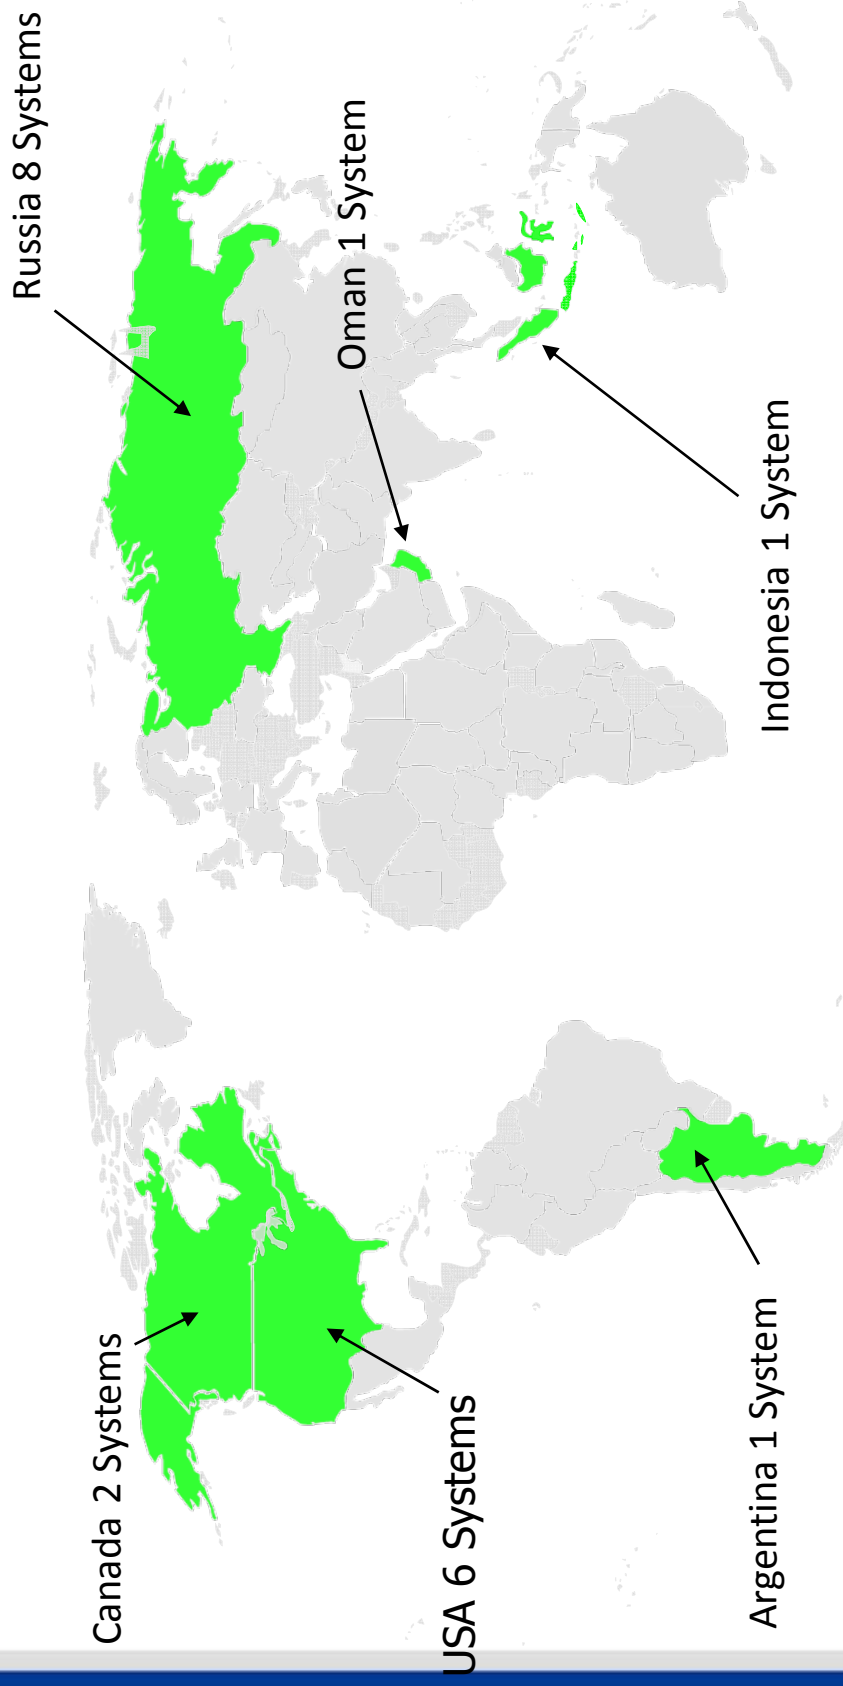 Russia 8 Systems
Canada 2 Systems
Oman 1 System
USA 6 Systems
Indonesia 1 System
Argentina 1 System